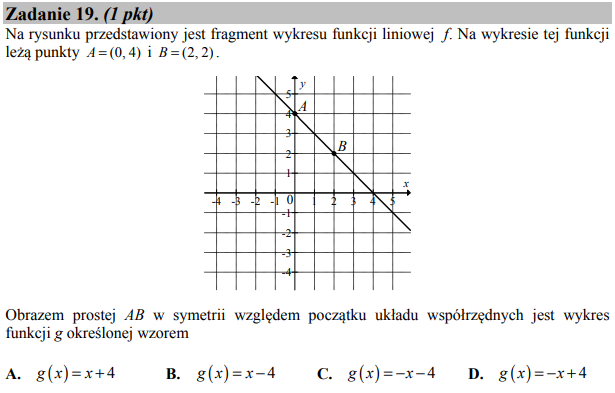 Zadanie 19. (1 pkt)
Na rysunku przedstawiony jest fragment wykresu funkcji liniowej f. Na wykresie tej funkcji
leżą punkty A=(0,4) i B=(2,2).
y
5
A
4
3
B
2
1
x
-4 -3 -2 -1 0 1 2 3 4 5
-1
-2
-3
-4
Obrazem prostej AB w symetrii względem początku układu współrzędnych jest wykres
funkcji g określonej wzorem
A. g(x)=x+4 B. g(x)=x−4 C. g(x)=−x−4 D. g(x)=−x+4